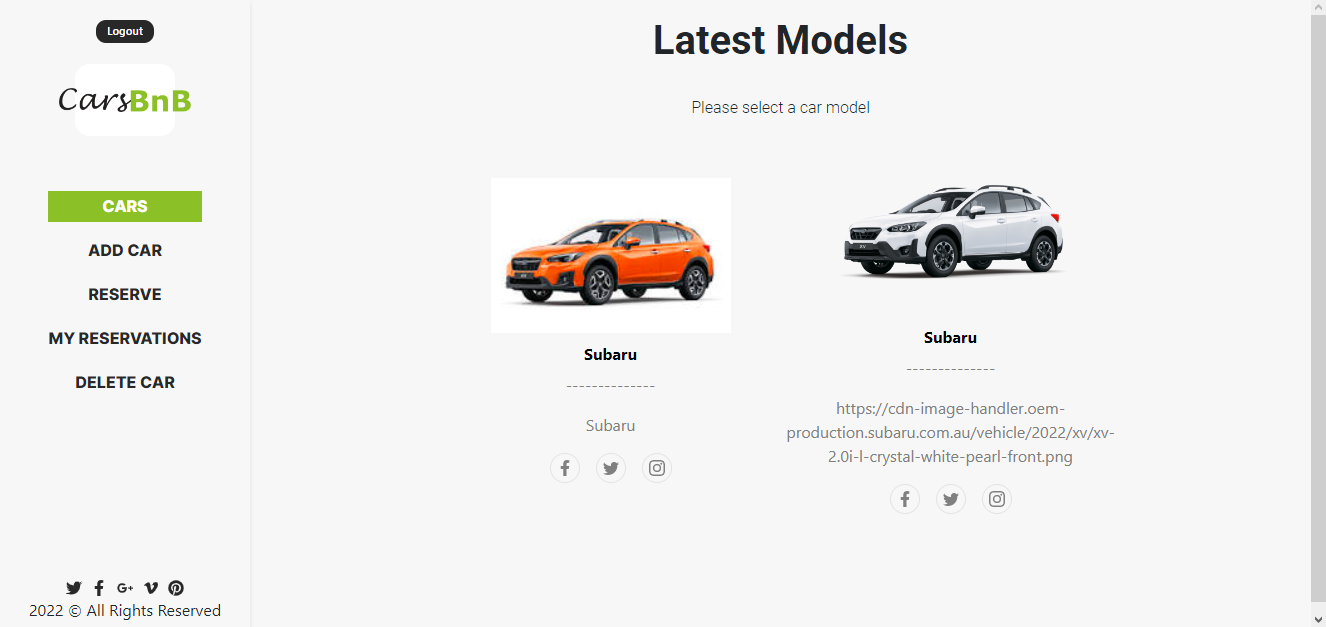 Logout
CarsBnB
CARS
ADD CAR
RESERVE
MY RESERVATIONS
DELETE CAR
2022 © All Rights Reserved
Latest Models
Please select a car model
Subaru
--------------
Subaru
XV
Subaru
--------------
https://cdn-image-handler.oem-
production.subaru.com.au/vehicle/2022/xv/xv-
2.0i-l-crystal-white-pearl-front.png